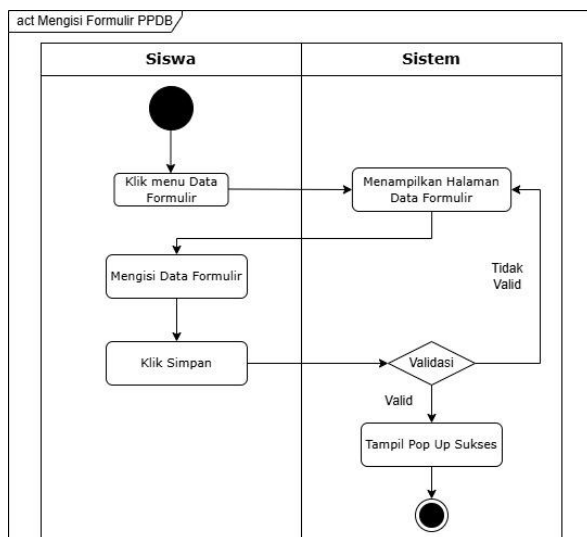 act Mengisi Formulir PPDB
Siswa
Sistem
Klik menu Data
Formulir
Menampilkan Halaman
Data Formulir
Mengisi Data Formulir
Tidak
Valid
Klik Simpan
Validasi
Valid
Tampil Pop Up Sukses